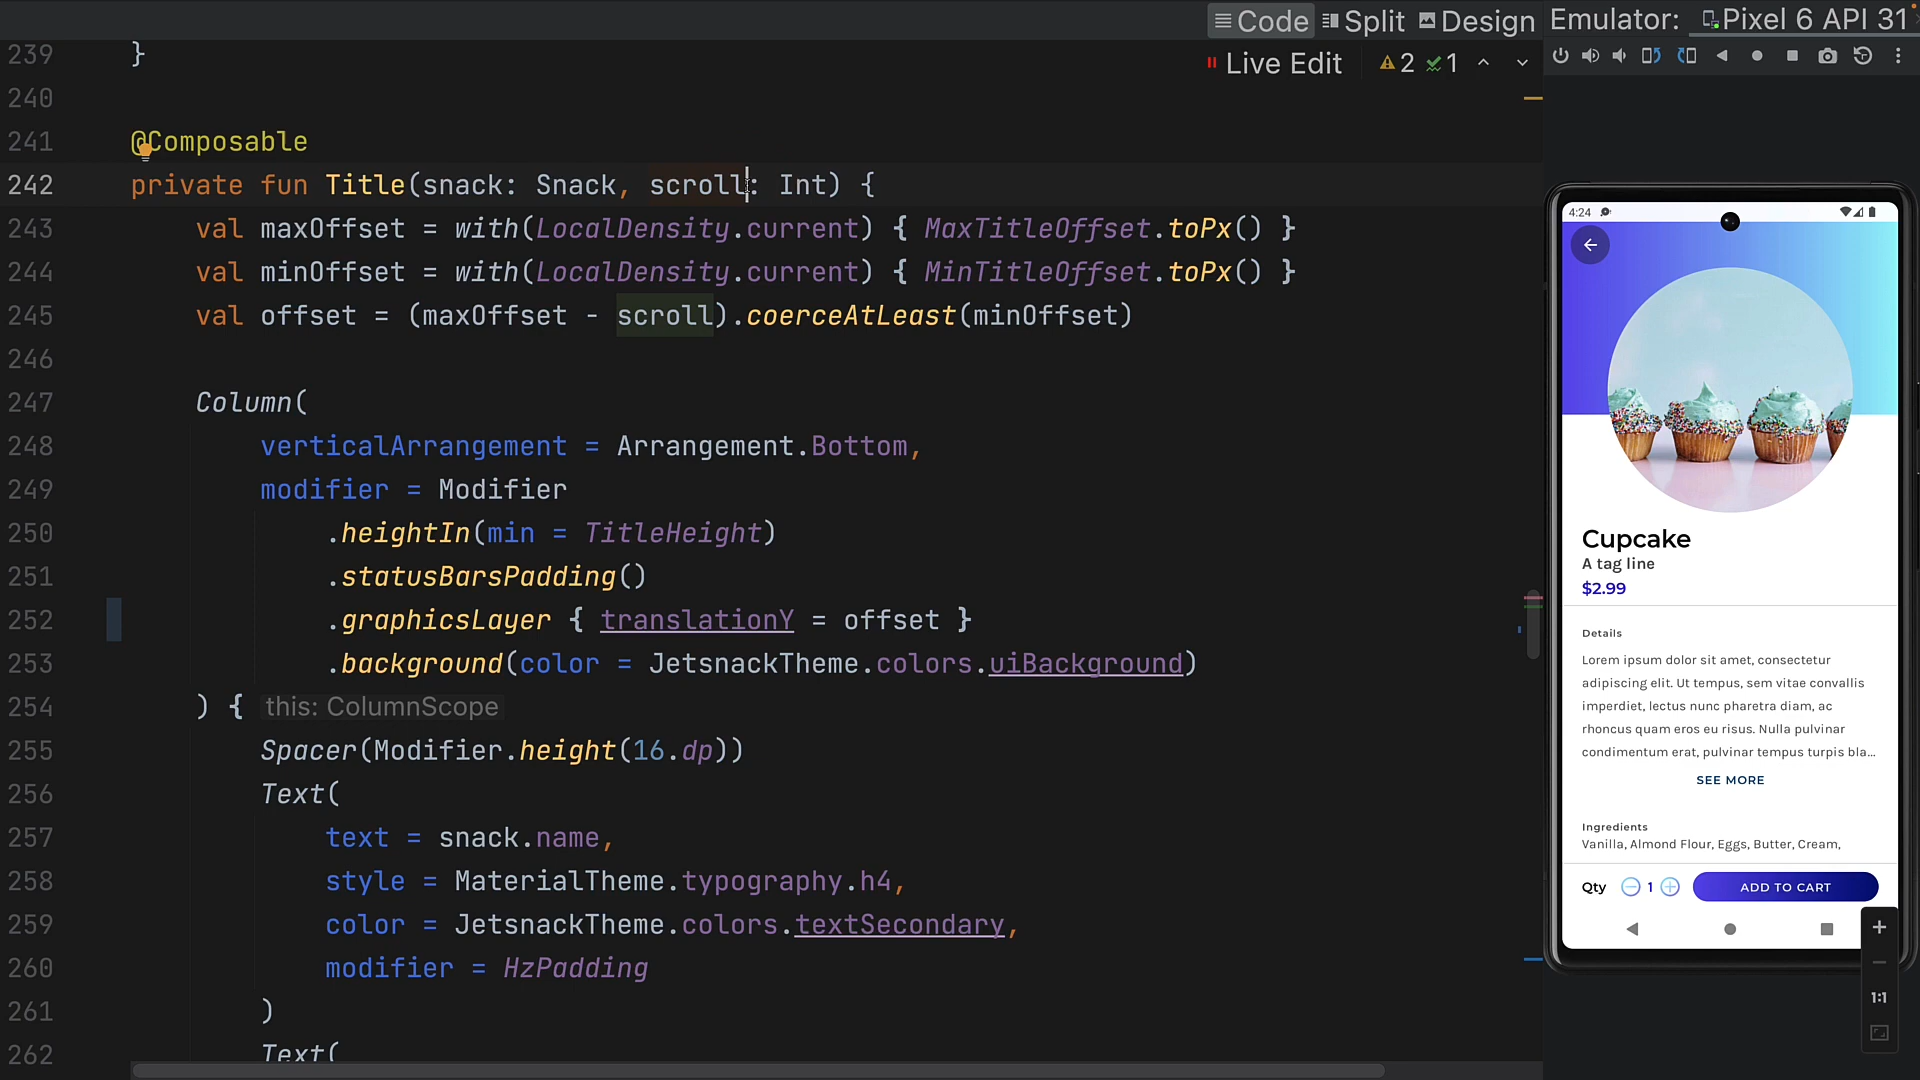 Code Split Design Emulator: Pixel 6 API 31
Live Edit 2 1
239 }
240
241 @Composable
242 private fun Title(snack: Snack, scroll: Int) {
243 val maxOffset = with(LocalDensity.current) { MaxTitleOffset.toPx() }
244 val minOffset = with(LocalDensity.current) { MinTitleOffset.toPx() }
245 val offset = (maxOffset - scroll).coerceAtLeast(minOffset)
246
247 Column(
248 verticalArrangement = Arrangement.Bottom,
249 modifier = Modifier
250 .heightIn(min = TitleHeight)
251 .statusBarsPadding()
252 .graphicsLayer { translationY = offset }
253 .background(color = JetsnackTheme.colors.uiBackground)
254 ) { this: ColumnScope
255 Spacer(Modifier.height(16.dp))
256 Text(
257 text = snack.name,
258 style = MaterialTheme.typography.h4,
259 color = JetsnackTheme.colors.textSecondary,
260 modifier = HzPadding
261 )
262 Text(
4:24
Cupcake
A tag line
$2.99
Details
Lorem ipsum dolor sit amet, consectetur
adipiscing elit. Ut tempus, sem vitae convallis
imperdiet, lectus nunc pharetra diam, ac
rhoncus quam eros eu risus. Nulla pulvinar
condimentum erat, pulvinar tempus turpis bla...
SEE MORE
Ingredients
Vanilla, Almond Flour, Eggs, Butter, Cream,
Qty 1 ADD TO CART
1:1